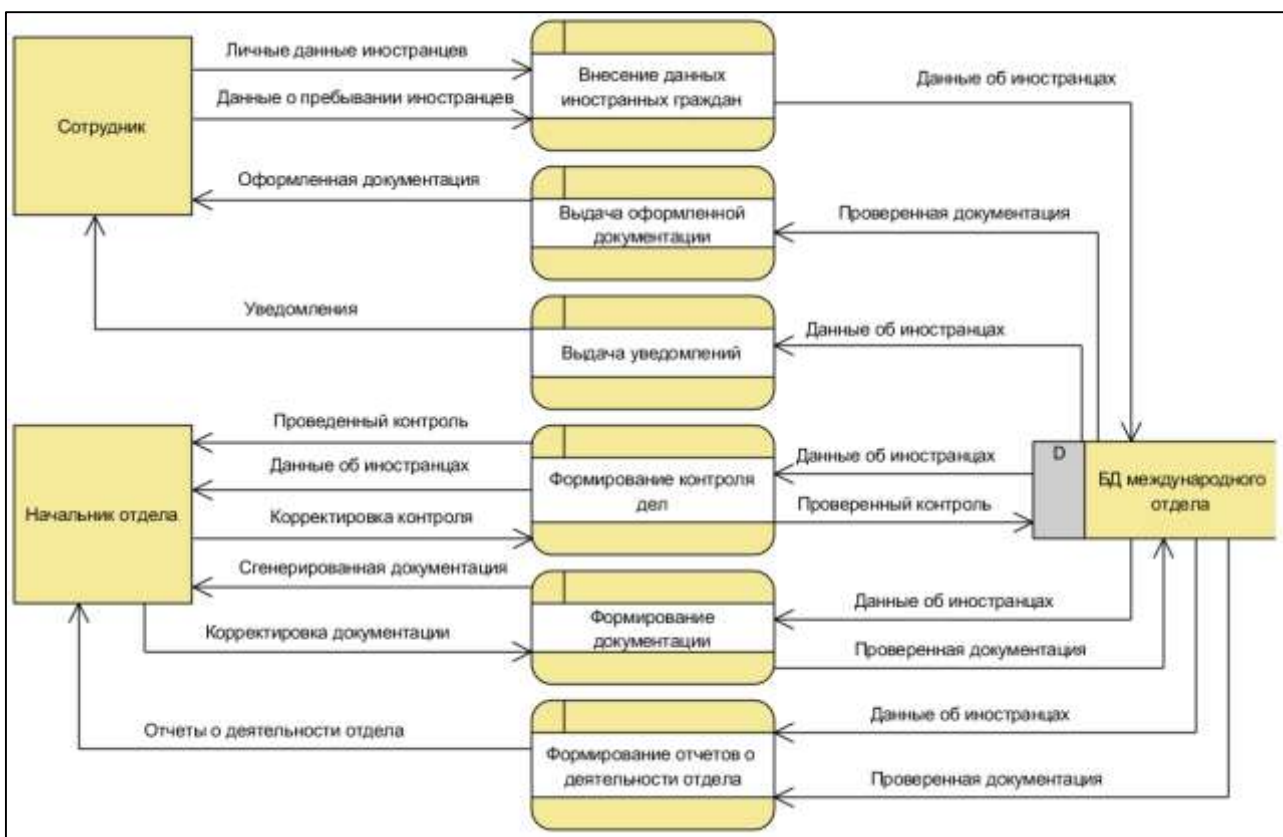 Личные данные иностранцев
Данные о пребывании иностранцев
Сотрудник
Внесение данных
иностранных граждан
Данные об иностранцах
Оформленная документация
Выдача оформленной
документации
Проверенная документация
Уведомления
Выдача уведомлений
Данные об иностранцах
Проведенный контроль
Данные об иностранцах
Начальник отдела
Корректировка контроля
Формирование контроля
дел
Данные об иностранцах
Проверенный контроль
D
БД международного
отдела
Сгенерированная документация
Корректировка документации
Формирование
документации
Данные об иностранцах
Проверенная документация
Отчеты о деятельности отдела
Формирование отчетов о
деятельности отдела
Данные об иностранцах
Проверенная документация